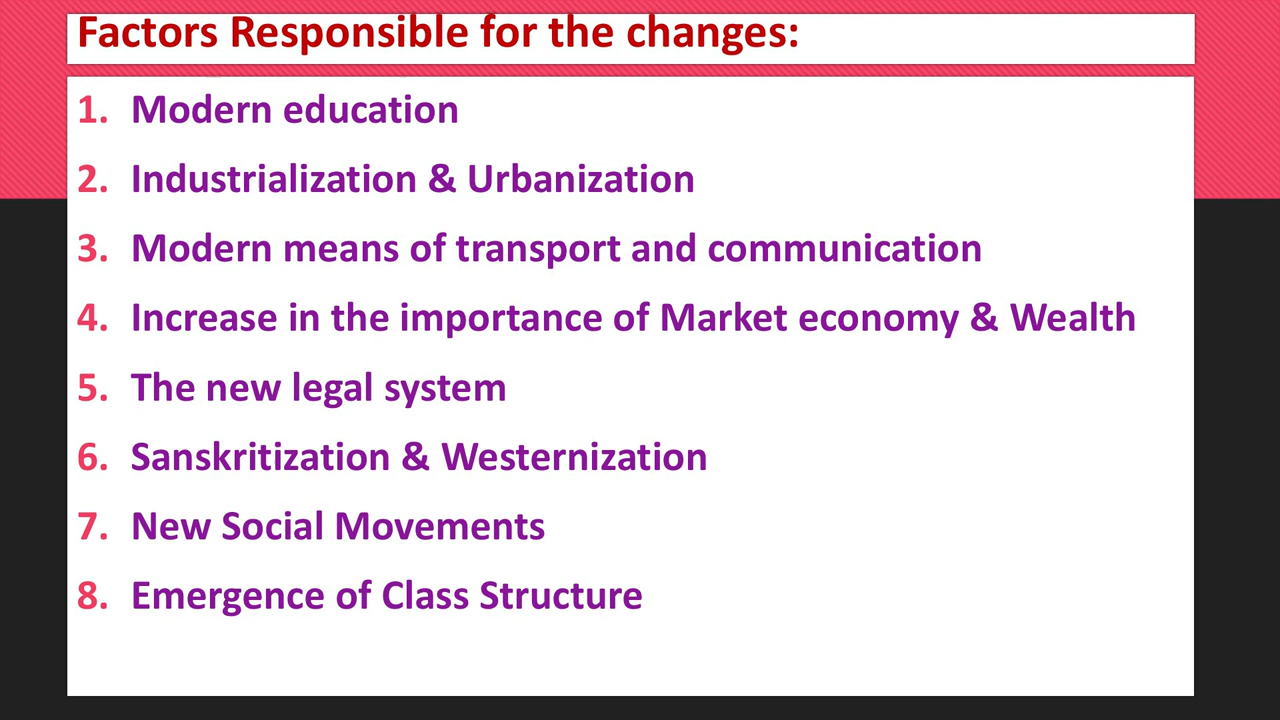 Factors Responsible for the changes:
1. Modern education
2. Industrialization & Urbanization
3. Modern means of transport and communication
4. Increase in the importance of Market economy & Wealth
5. The new legal system
6. Sanskritization & Westernization
7. New Social Movements
8. Emergence of Class Structure